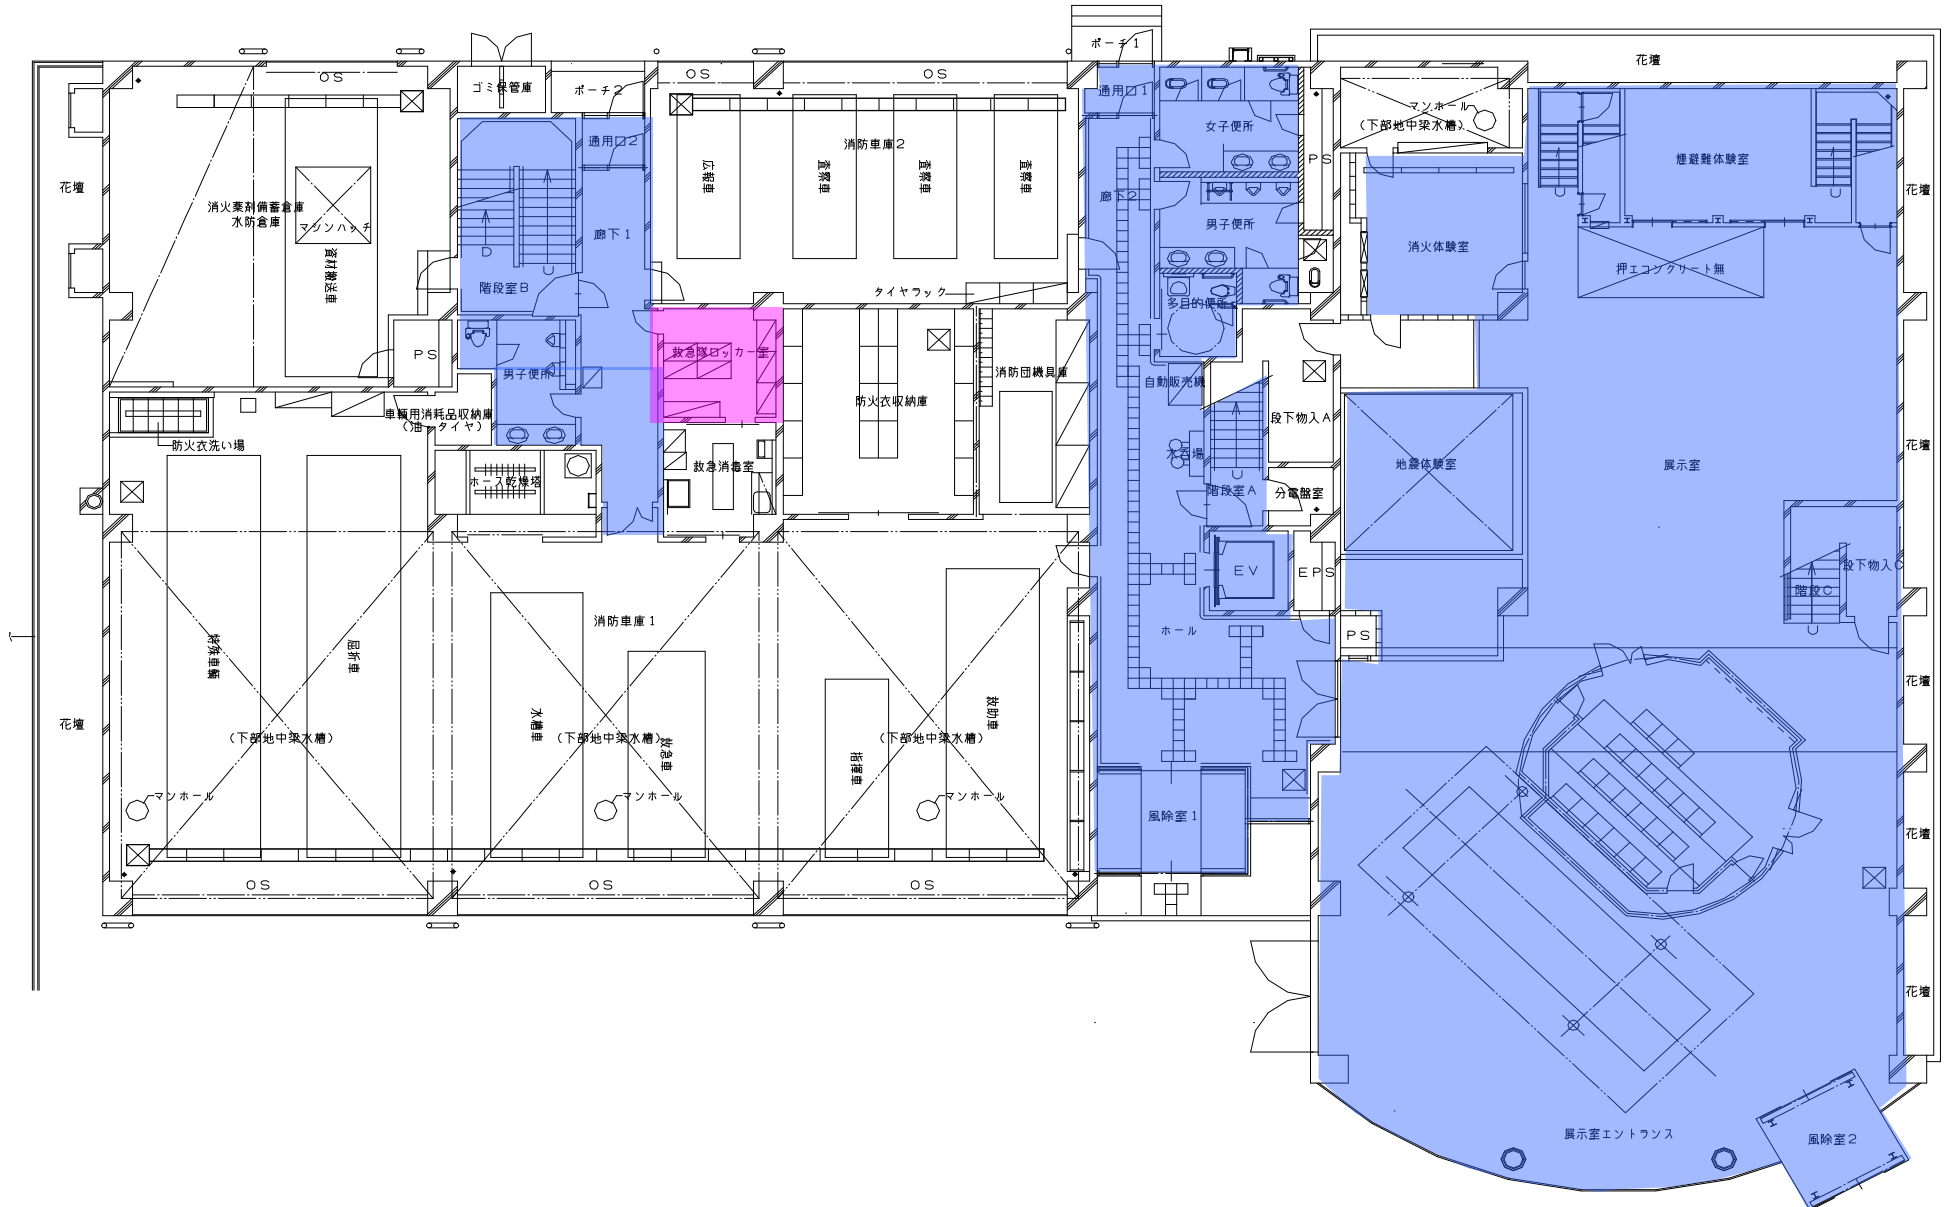 ポーチ１
花壇
ＯＳ
ゴミ保管庫
ポーチ２
ＯＳ
ＯＳ
通用口１
マンホール
（下部地中梁水槽）
女子便所
通用口２
消防車庫２
ＰＳ
煙避難体験室
広報車
査察車
査察車
査察車
花壇
花壇
消火薬剤備蓄倉庫
水防倉庫
マシンハッチ
資材搬送車
廊下１
廊下２
男子便所
消火体験室
Ｄ
Ｕ
Ｕ
階段室Ｂ
タイヤラック
多目的便所
押エコンクリート無
ＰＳ
救急隊ロッカー室
男子便所
消防団機具庫
自動販売機
防火衣収納庫
車輌用消耗品収納庫
（油・タイヤ）
段下物入Ａ
防火衣洗い場
花壇
水呑場
救急消毒室
地震体験室
展示室
ホース乾燥塔
Ｕ
階段室Ａ
分電盤室
ＥＶ
ＥＰＳ
段下物入Ｃ
階段Ｃ
消防車庫１
ホール
ＰＳ
Ｕ
特殊車輌
屈折車
花壇
花壇
水槽車
救急車
救助車
（下部地中梁水槽）
（下部地中梁水槽）
（下部地中梁水槽）
指揮車
マンホール
マンホール
マンホール
風除室１
花壇
ＯＳ
ＯＳ
ＯＳ
花壇
展示室エントランス
風除室２